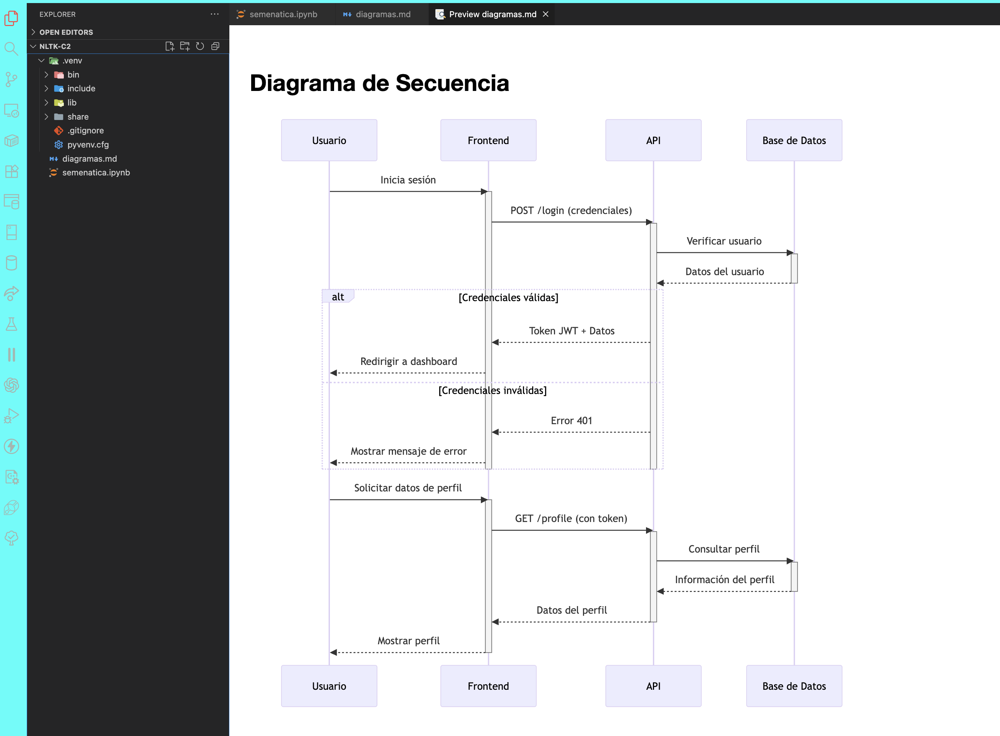 EXPLORER
OPEN EDITORS
NLTK-C2
.venv
bin
include
lib
share
.gitignore
pyvenv.cfg
diagramas.md
semenatica.ipynb
semenatica.ipynb
diagramas.md
Preview diagramas.md
Diagrama de Secuencia
Usuario
Frontend
API
Base de Datos
Inicia sesión
POST /login (credenciales)
Verificar usuario
Datos del usuario
alt
[Credenciales válidas]
Token JWT + Datos
Redirigir a dashboard
[Credenciales inválidas]
Error 401
Mostrar mensaje de error
Solicitar datos de perfil
GET /profile (con token)
Consultar perfil
Información del perfil
Datos del perfil
Mostrar perfil
Usuario
Frontend
API
Base de Datos